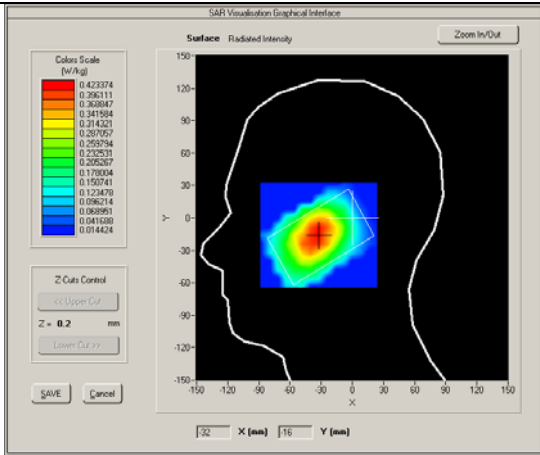 SAR Visualisation Graphical Interface
Surface Radiated Intensity
Zoom In/Out
Colors Scale
(W/kg)
0.423374
0.396111
0.368847
0.341584
0.314321
0.287057
0.259794
0.232531
0.205267
0.178004
0.150741
0.123478
0.096214
0.068951
0.041688
0.014424
Z Cuts Control
<< Upper Cut
Z = 0.2 mm
Lower Cut >>
SAVE Cancel
150
120
90
60
30
0
-30
-60
-90
-120
-150
Y
-150 -120 -90 -60 -30 0 30 60 90 120 150
X
-32 X (mm) -16 Y (mm)